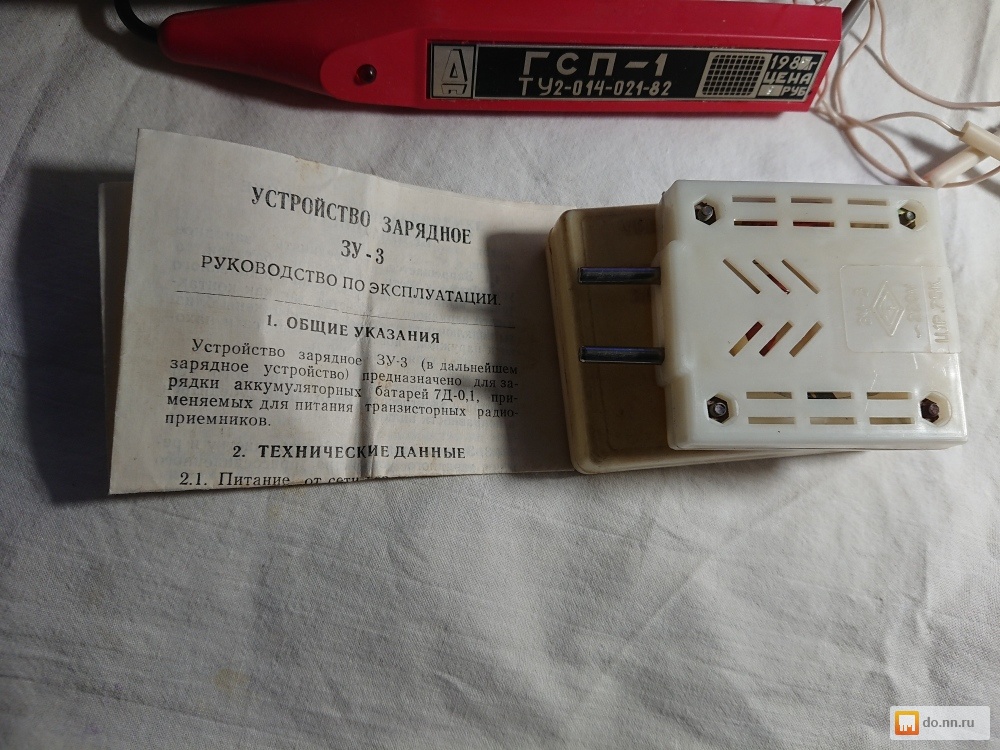 ГСП-1
ТУ2-014-021-82
ЦЕНА
РУБ
УСТРОЙСТВО ЗАРЯДНОЕ
ЗУ-3
РУКОВОДСТВО ПО ЭКСПЛУАТАЦИИ
1. ОБЩИЕ УКАЗАНИЯ
Устройство зарядное ЗУ-3 (в дальнейшем
зарядное устройство) предназначено для за-
рядки аккумуляторных батарей 7Д-0,1, при-
меняемых для питания транзисторных радио-
приемников.
2. ТЕХНИЧЕСКИЕ ДАННЫЕ
2.1. Питание от сети
do.nn.ru